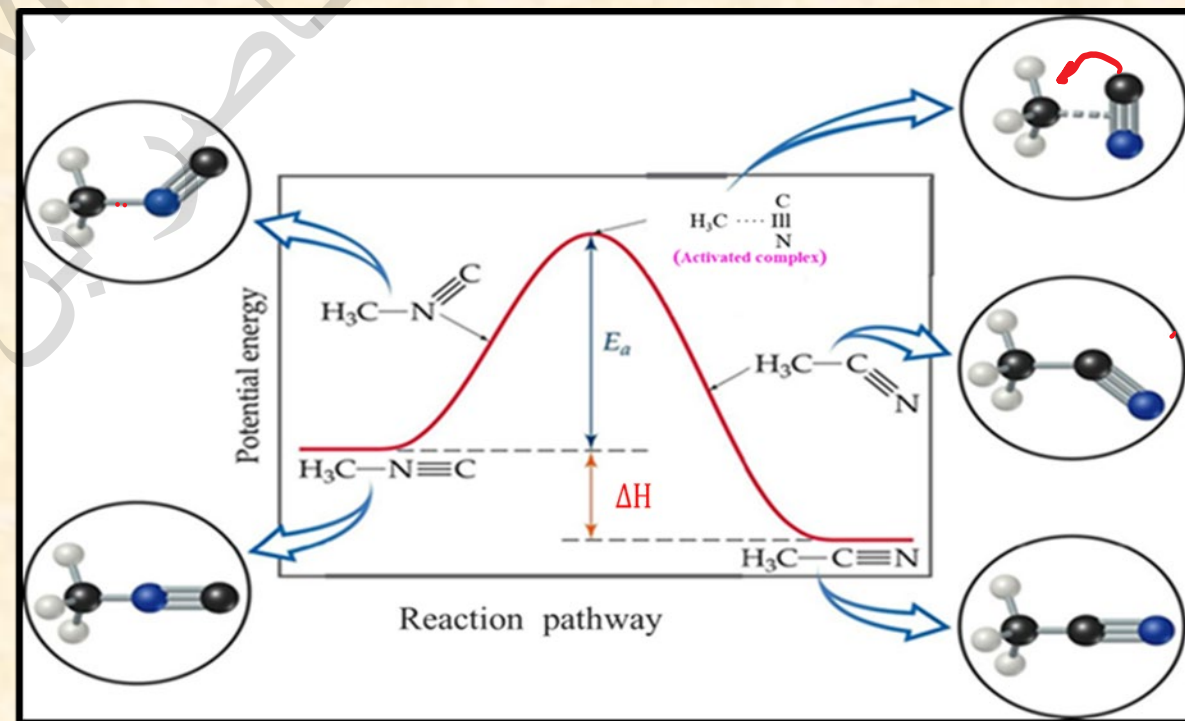 C
H₃C ···· III
N
(Activated complex)
H₃C—N≡C
Eₐ
H₃C—C≡N
Potential energy
H₃C—N≡C
ΔH
H₃C—C≡N
Reaction pathway